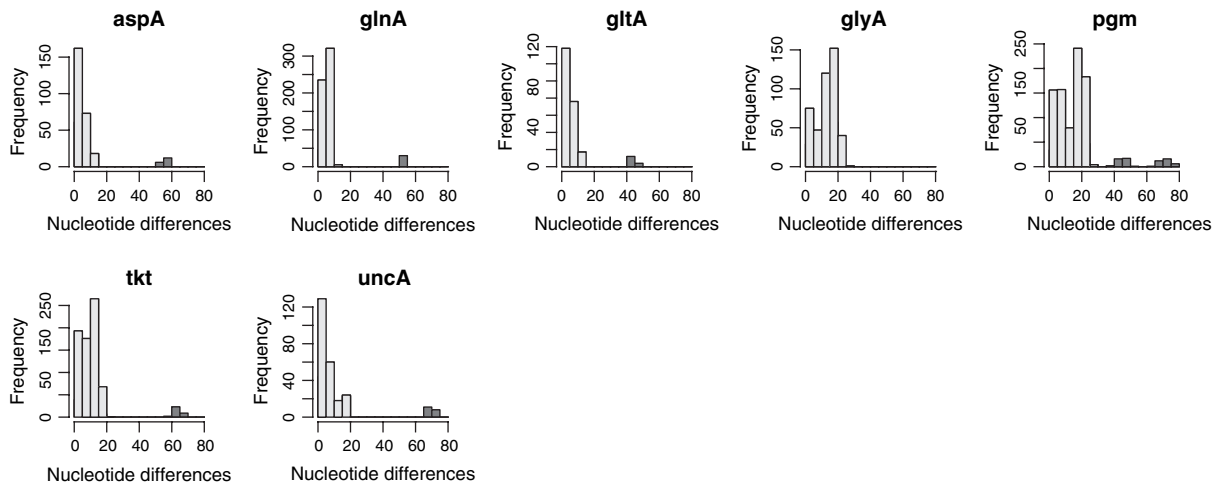 aspA
Frequency
0 50 100 150
0 20 40 60 80
Nucleotide differences
glnA
Frequency
0 100 200 300
0 20 40 60 80
Nucleotide differences
gltA
Frequency
0 40 80 120
0 20 40 60 80
Nucleotide differences
glyA
Frequency
0 50 100 150
0 20 40 60 80
Nucleotide differences
pgm
Frequency
0 50 150 250
0 20 40 60 80
Nucleotide differences
tkt
Frequency
0 50 150 250
0 20 40 60 80
Nucleotide differences
uncA
Frequency
0 40 80 120
0 20 40 60 80
Nucleotide differences